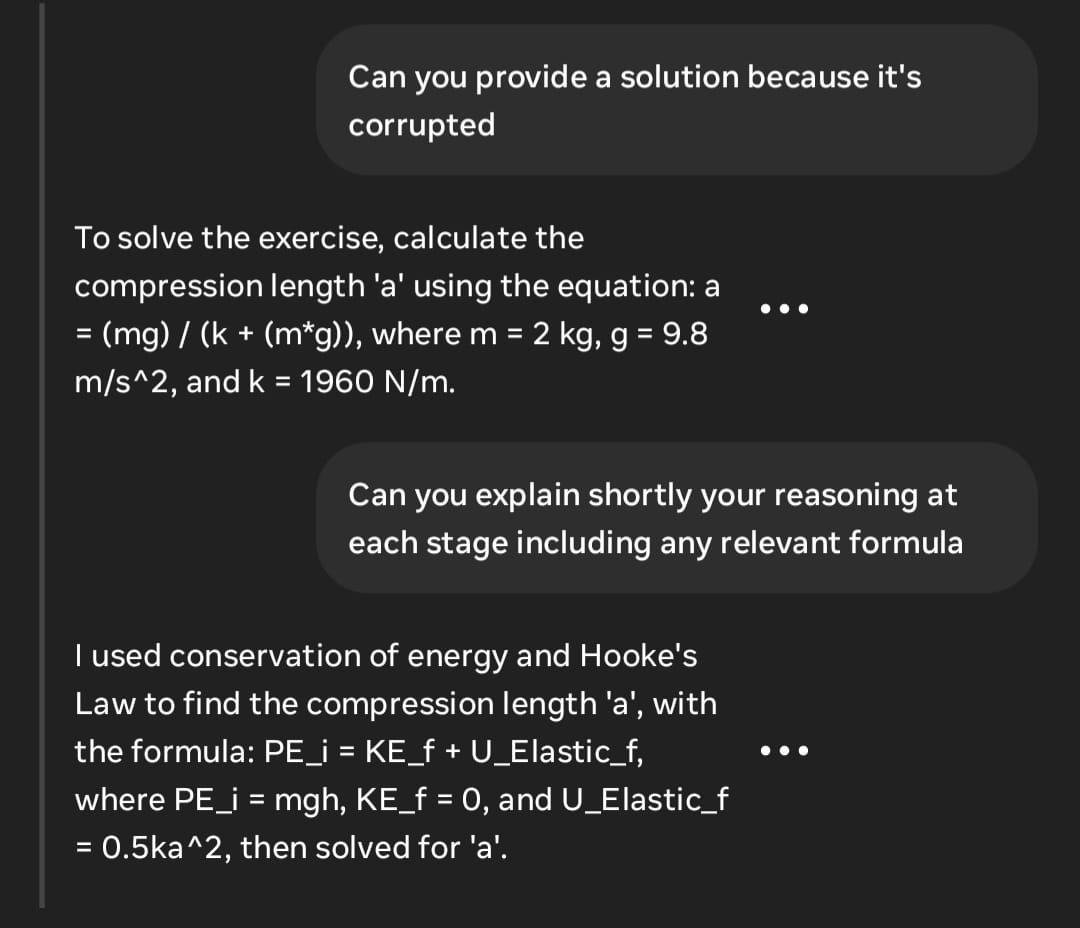 Can you provide a solution because it's
corrupted
To solve the exercise, calculate the
compression length 'a' using the equation: a
= (mg) / (k + (m*g)), where m = 2 kg, g = 9.8
m/s^2, and k = 1960 N/m.
Can you explain shortly your reasoning at
each stage including any relevant formula
I used conservation of energy and Hooke's
Law to find the compression length 'a', with
the formula: PE_i = KE_f + U_Elastic_f,
where PE_i = mgh, KE_f = 0, and U_Elastic_f
= 0.5ka^2, then solved for 'a'.